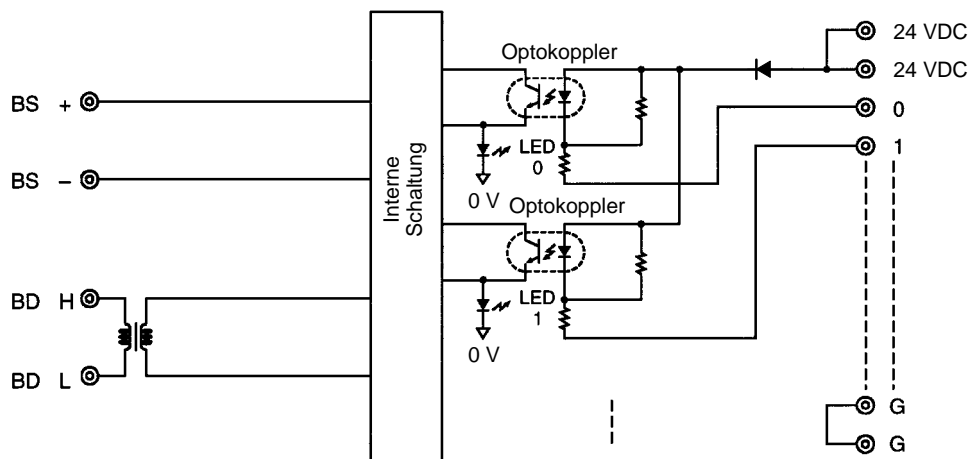 Optokoppler
24 VDC
24 VDC
BS +
0
LED
0
1
0 V
BS –
Interne
Schaltung
Optokoppler
BD H
LED
1
0 V
BD L
G
G